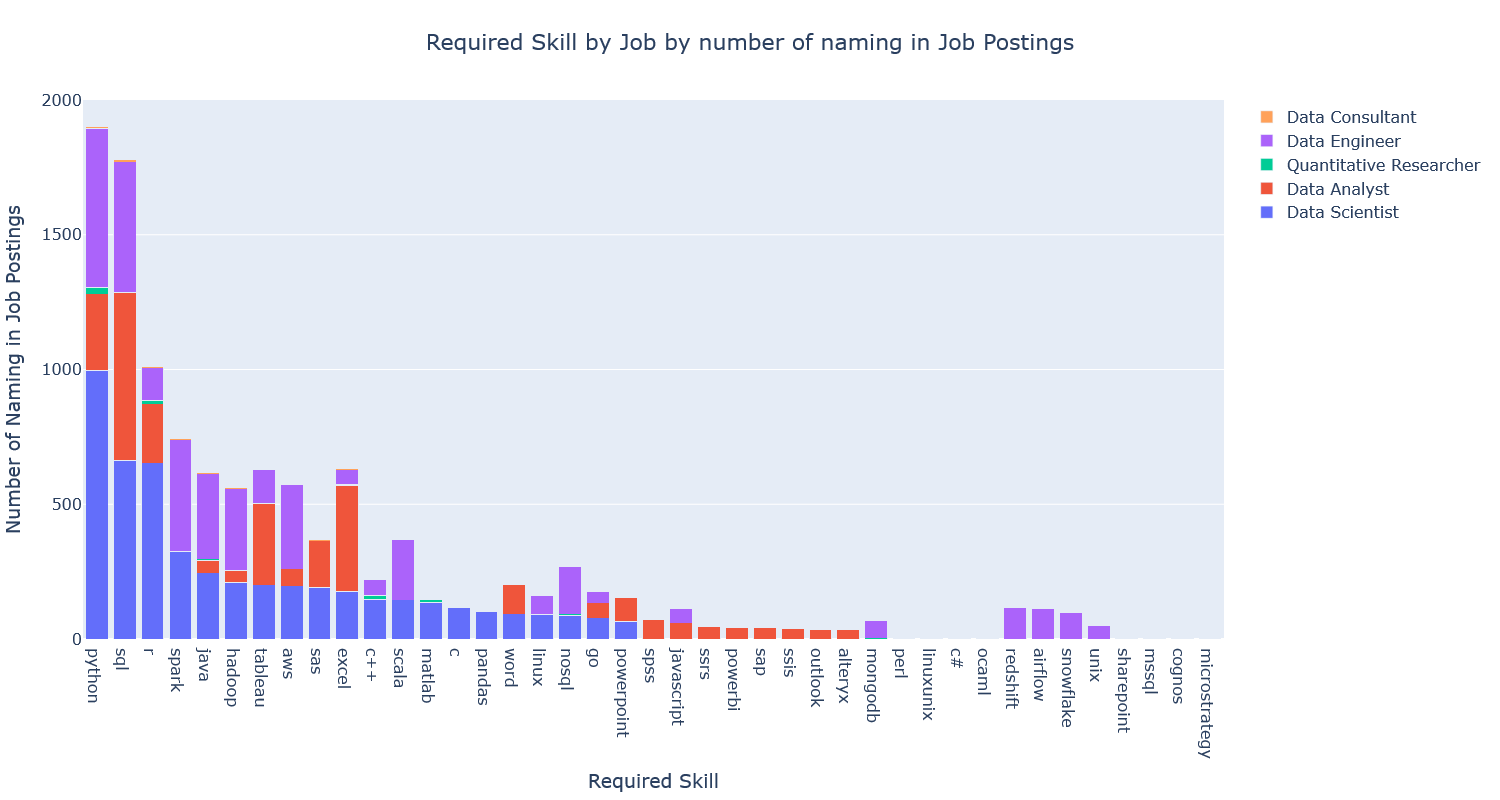 Required Skill by Job by number of naming in Job Postings
2000
1500
1000
500
0
Number of Naming in Job Postings
Data Consultant
Data Engineer
Quantitative Researcher
Data Analyst
Data Scientist
python
sql
r
spark
java
hadoop
tableau
aws
sas
excel
c++
scala
matlab
c
pandas
word
linux
nosql
go
powerpoint
spss
javascript
ssrs
powerbi
sap
ssis
outlook
alteryx
mongodb
perl
linuxunix
c#
ocaml
redshift
airflow
snowflake
unix
sharepoint
mssql
cognos
microstrategy
Required Skill